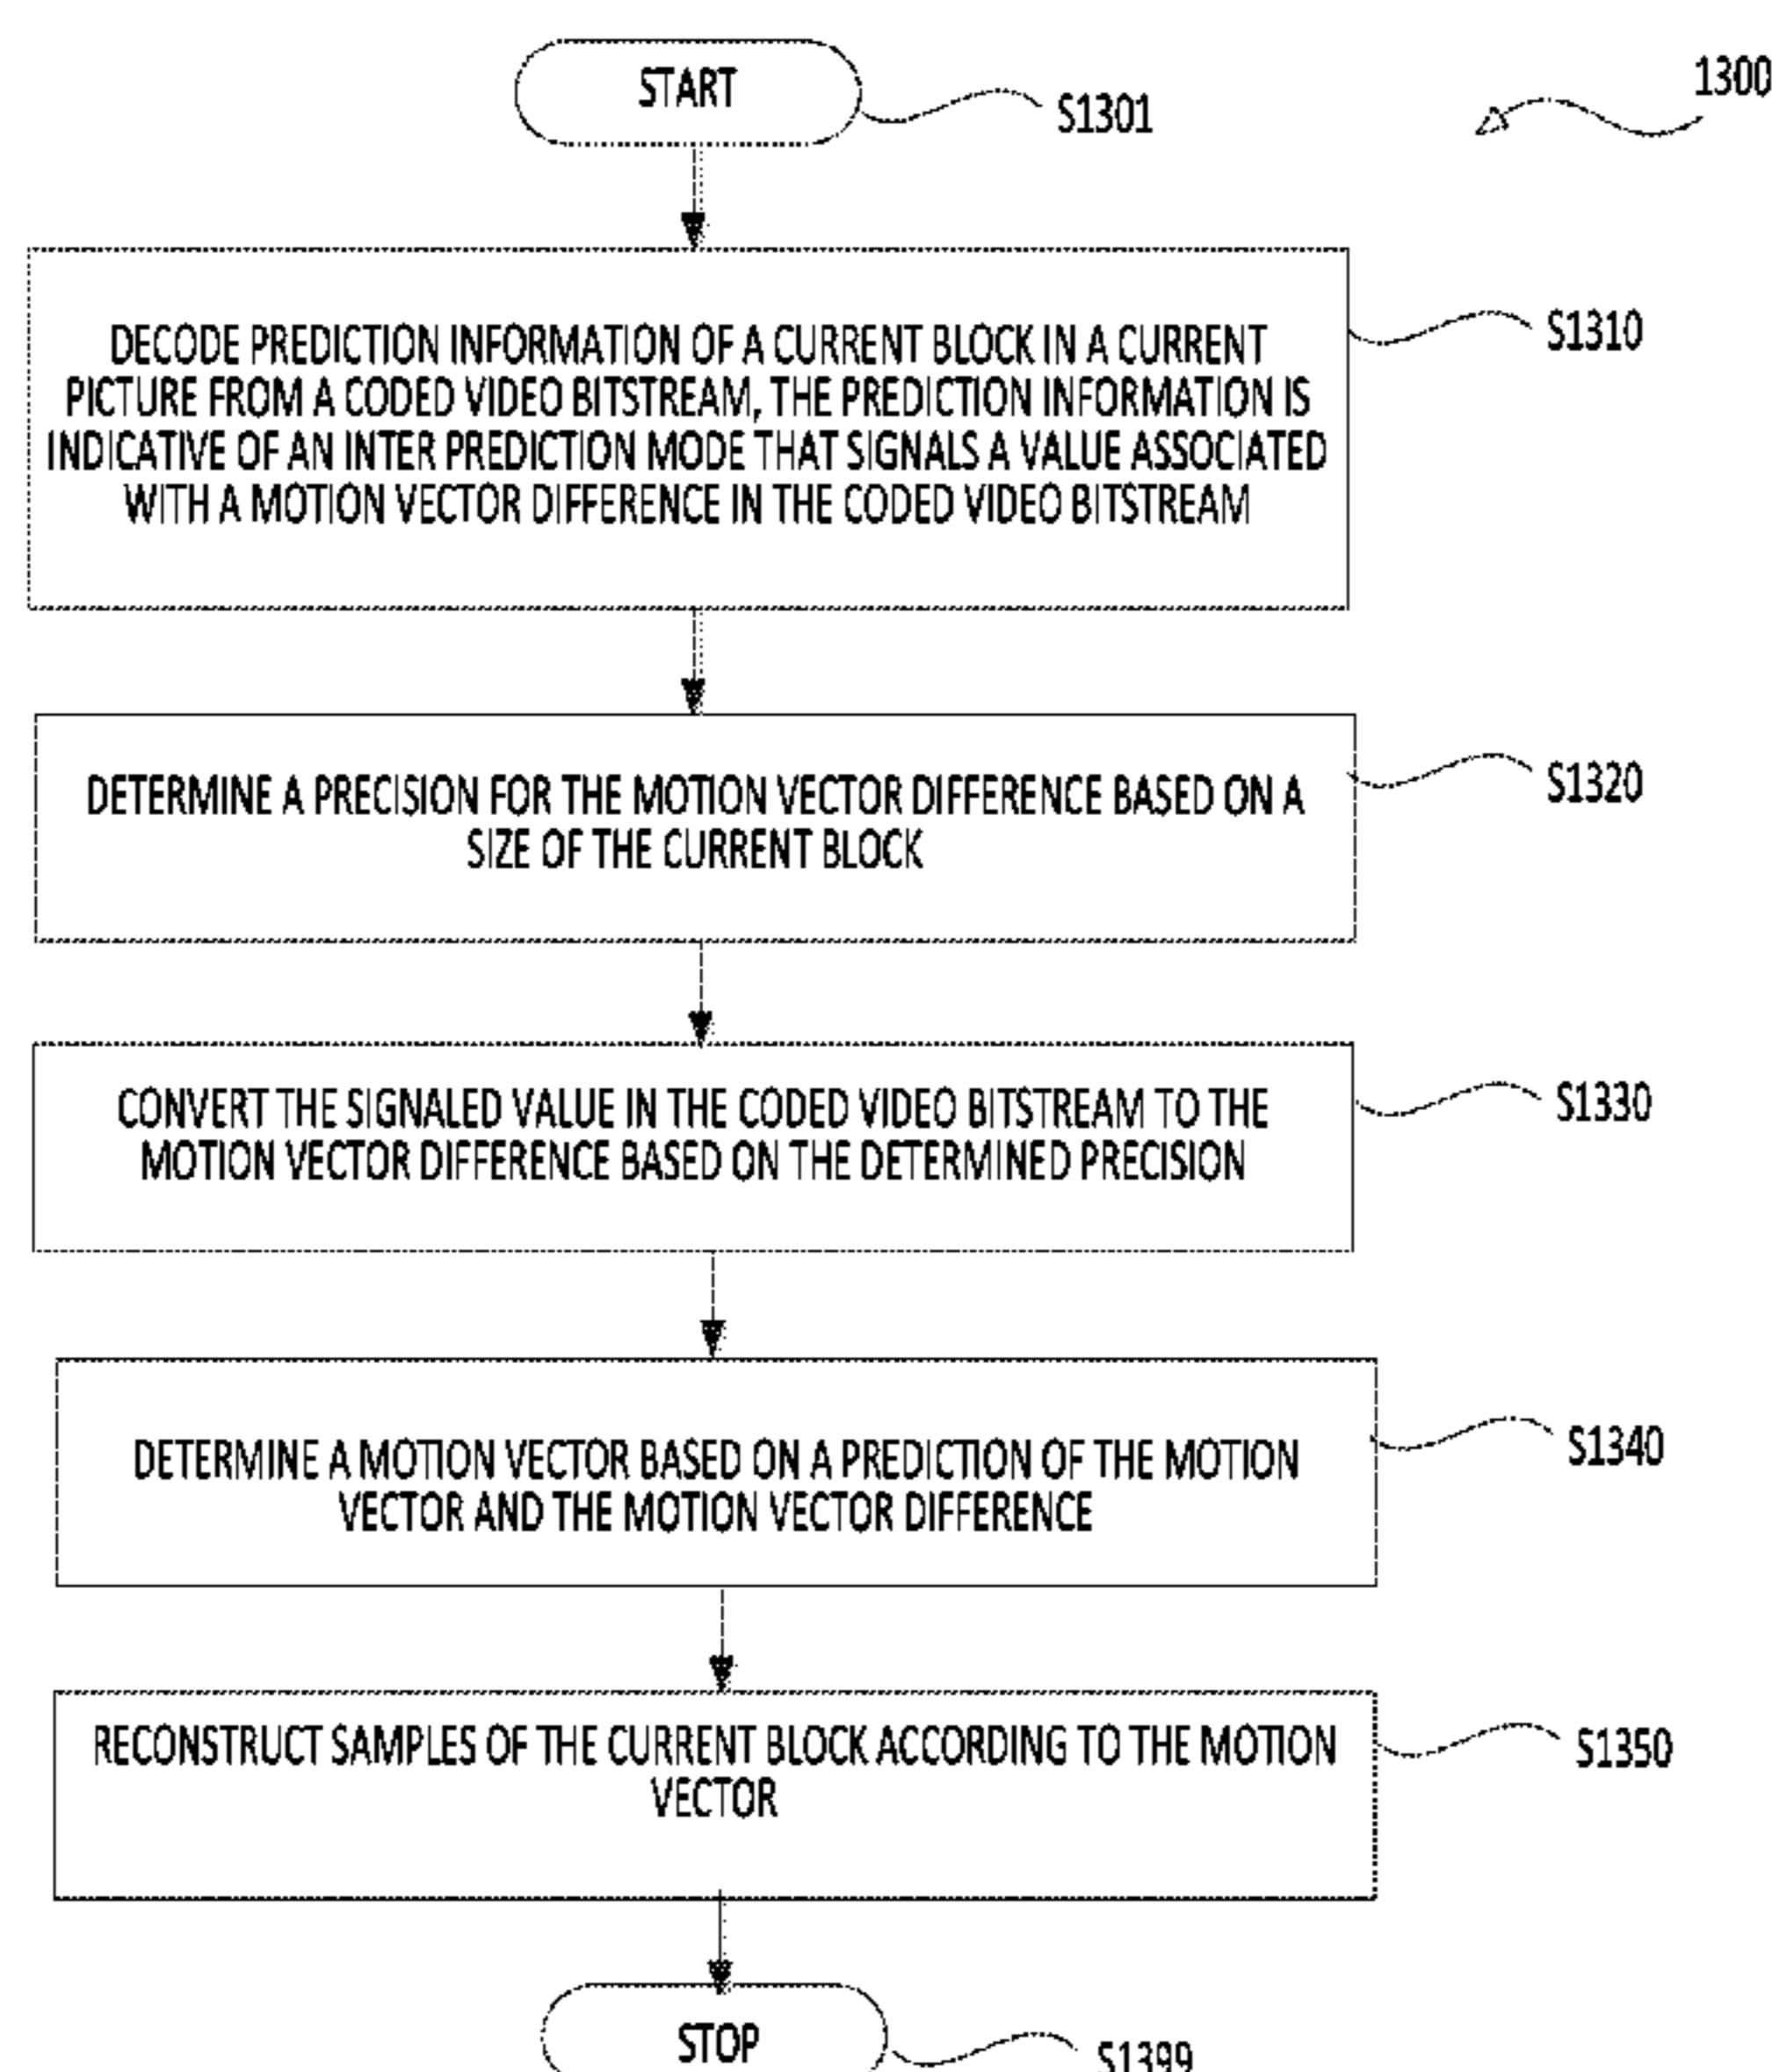 START
S1301
1300
DECODE PREDICTION INFORMATION OF A CURRENT BLOCK IN A CURRENT
PICTURE FROM A CODED VIDEO BITSTREAM, THE PREDICTION INFORMATION IS
INDICATIVE OF AN INTER PREDICTION MODE THAT SIGNALS A VALUE ASSOCIATED
WITH A MOTION VECTOR DIFFERENCE IN THE CODED VIDEO BITSTREAM
S1310
DETERMINE A PRECISION FOR THE MOTION VECTOR DIFFERENCE BASED ON A
SIZE OF THE CURRENT BLOCK
S1320
CONVERT THE SIGNALED VALUE IN THE CODED VIDEO BITSTREAM TO THE
MOTION VECTOR DIFFERENCE BASED ON THE DETERMINED PRECISION
S1330
DETERMINE A MOTION VECTOR BASED ON A PREDICTION OF THE MOTION
VECTOR AND THE MOTION VECTOR DIFFERENCE
S1340
RECONSTRUCT SAMPLES OF THE CURRENT BLOCK ACCORDING TO THE MOTION
VECTOR
S1350
STOP
S1399